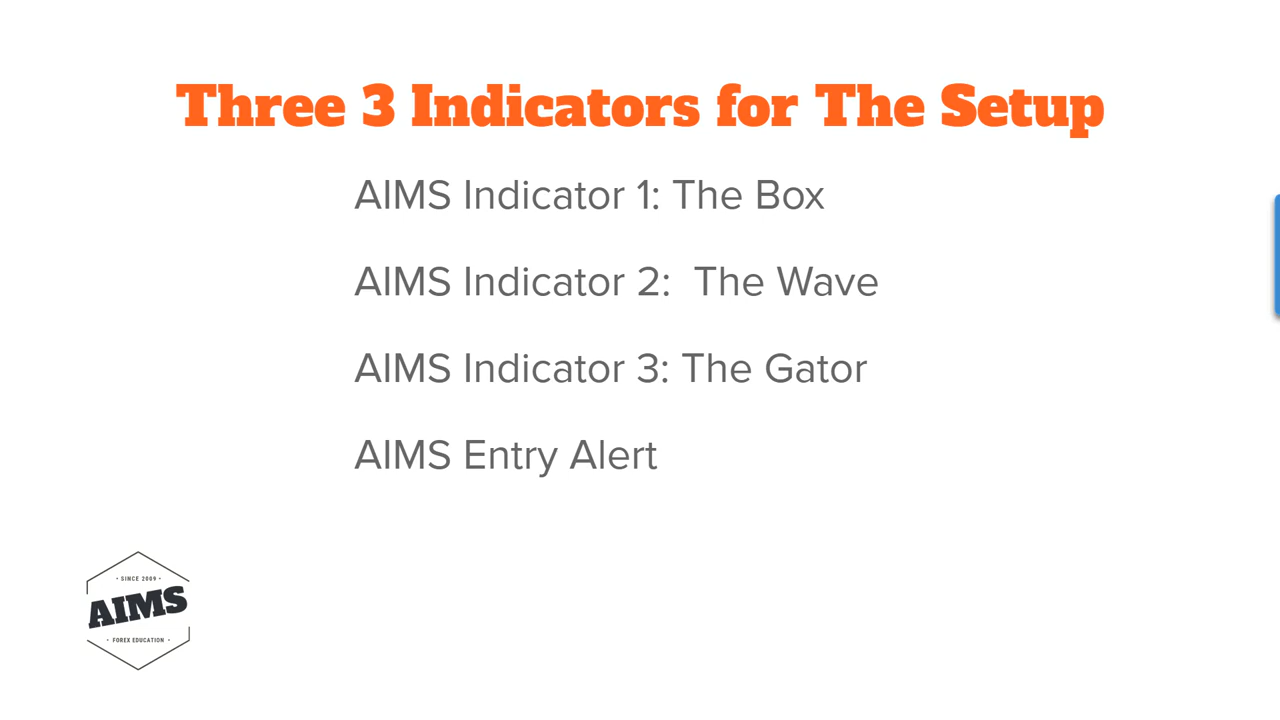 Three 3 Indicators for The Setup
AIMS Indicator 1: The Box
AIMS Indicator 2:  The Wave
AIMS Indicator 3: The Gator
AIMS Entry Alert
• SINCE 2009 •
AIMS
• FOREX EDUCATION •